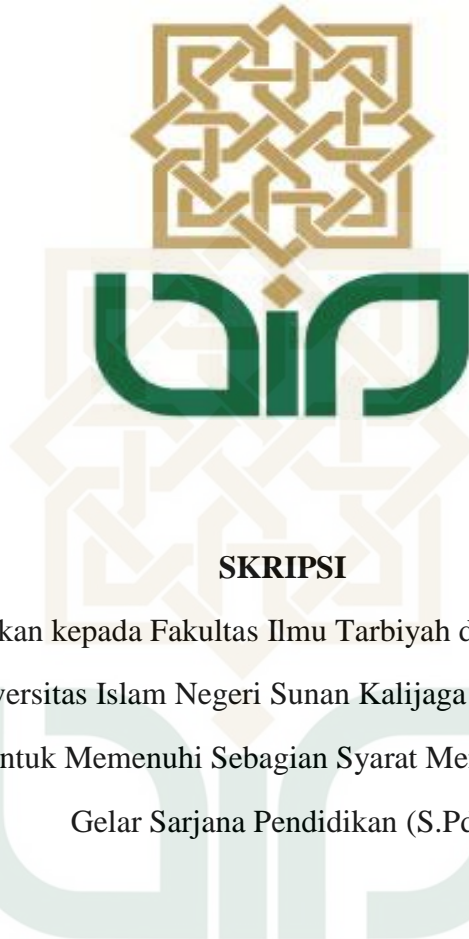 SKRIPSI
kan kepada Fakultas Ilmu Tarbiyah d
versitas Islam Negeri Sunan Kalijaga
ntuk Memenuhi Sebagian Syarat Me
Gelar Sarjana Pendidikan (S.Pd